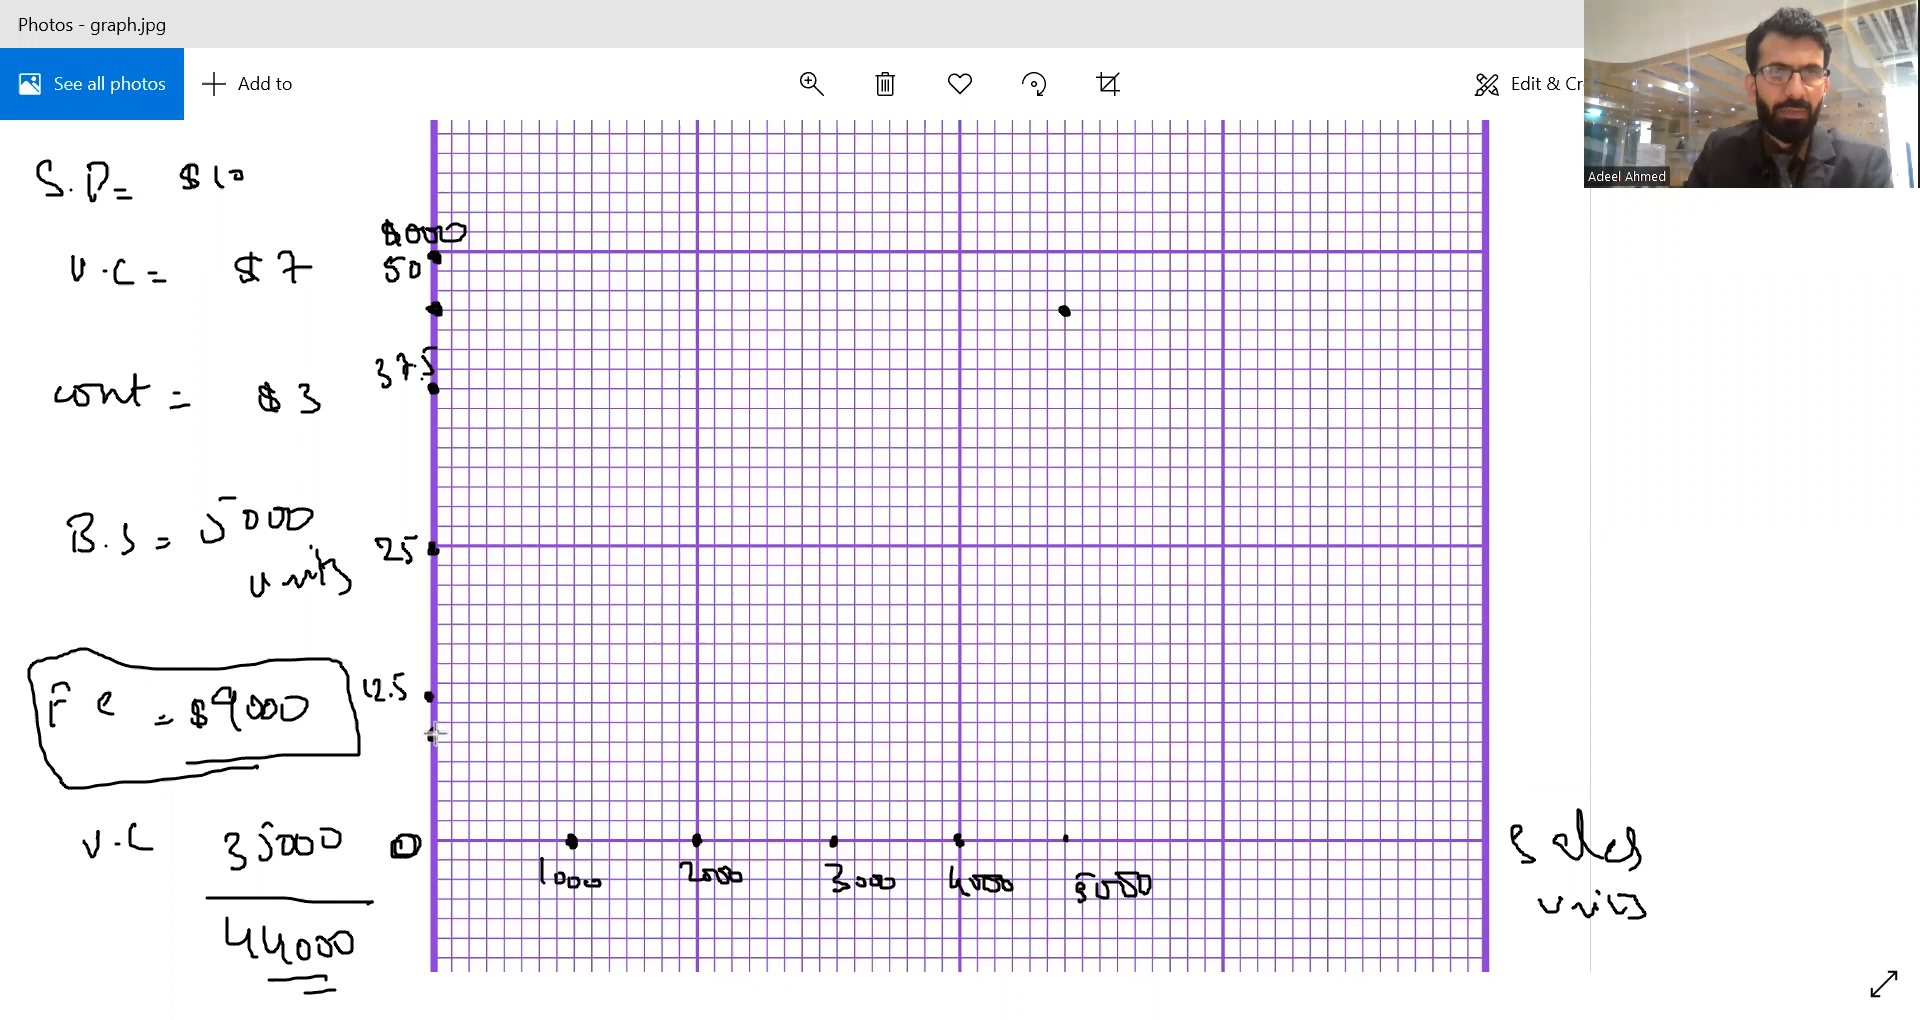 Photos - graph.jpg
See all photos
Add to
Edit & Cr
Adeel Ahmed
S.P = $10
V.C = $7
cont = $3
B.S = 5000
units
FC = $9000
V.C 35000
44000
$000
50
37.5
25
12.5
0
1000 2000 3000 4000 5000
Sales
units